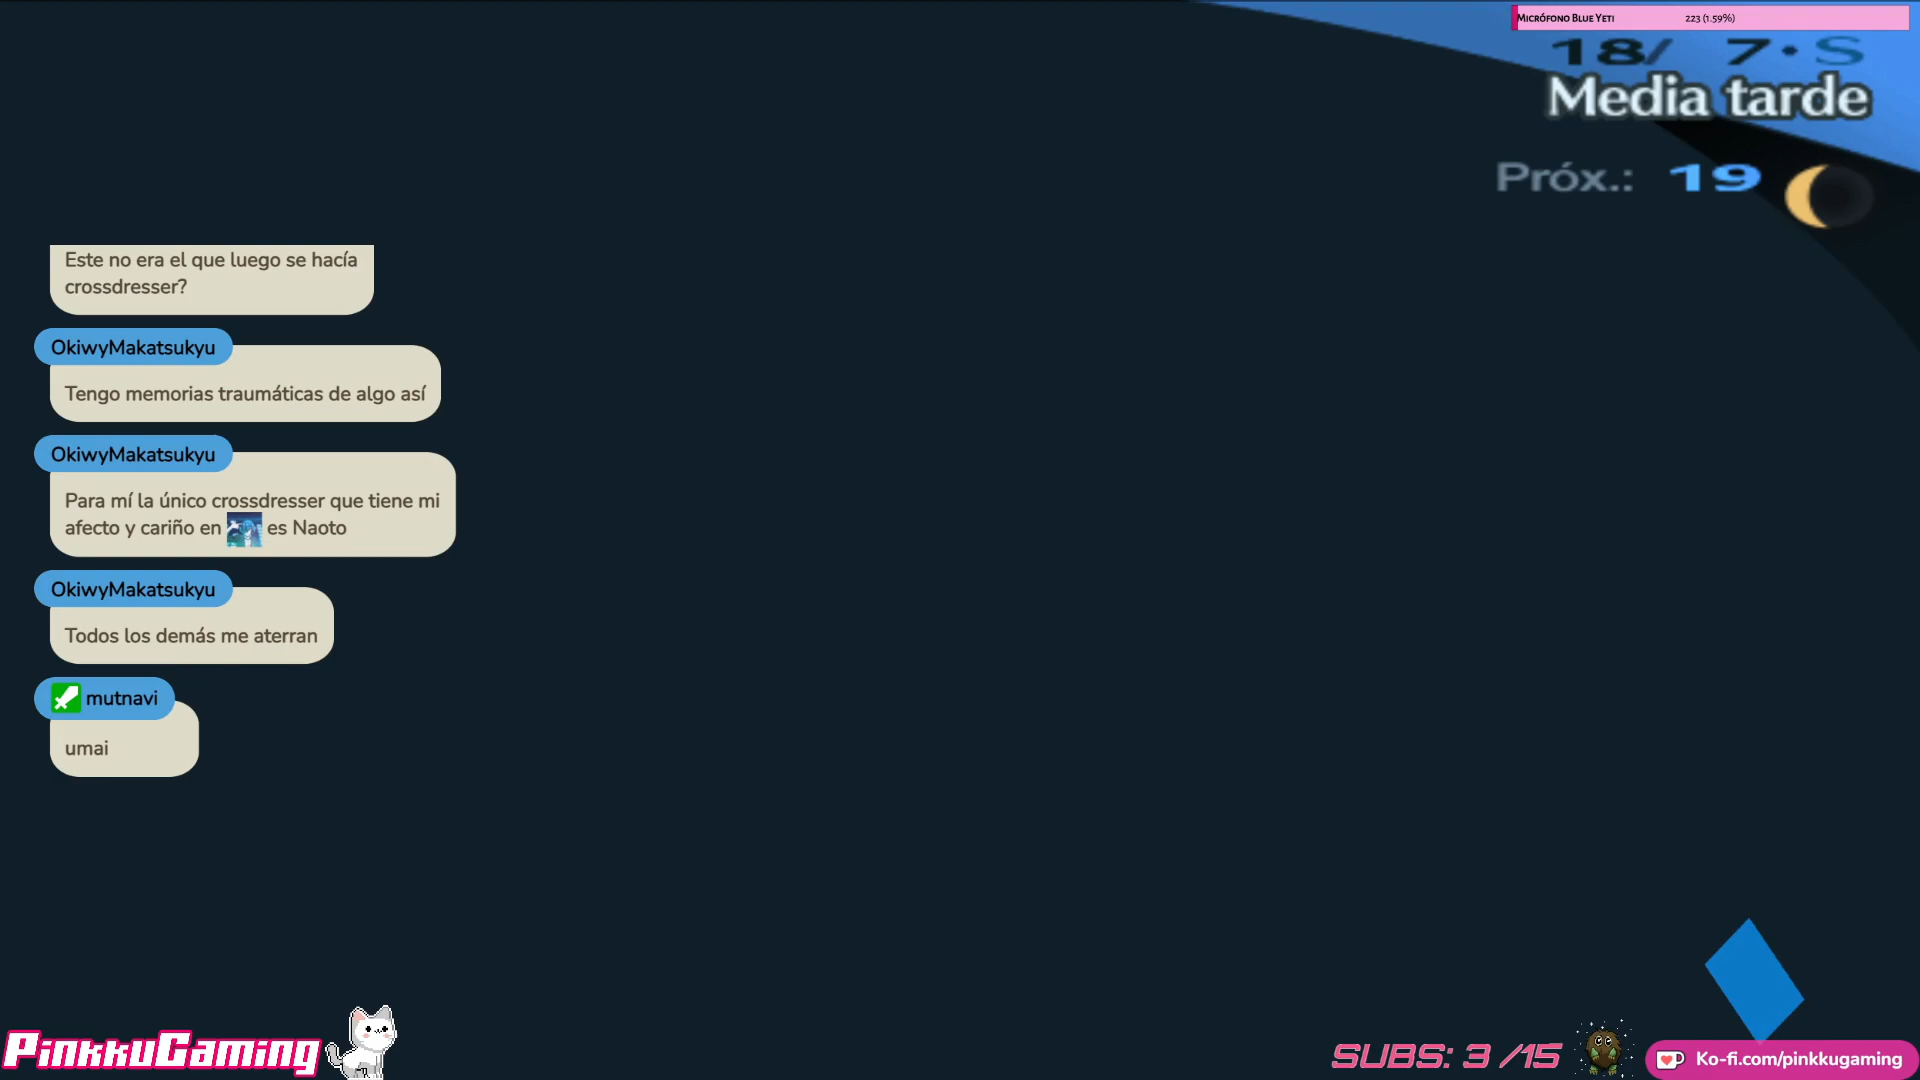 Micrófono Blue Yeti 223 (1.59%)
18/ 7 · S
Media tarde
Próx.: 19
Este no era el que luego se hacía
crossdresser?
OkiwyMakatsukyu
Tengo memorias traumáticas de algo así
OkiwyMakatsukyu
Para mí la único crossdresser que tiene mi
afecto y cariño en es Naoto
OkiwyMakatsukyu
Todos los demás me aterran
mutnavi
umai
PinkkuGaming
SUBS: 3 /15
Ko-fi.com/pinkkugaming